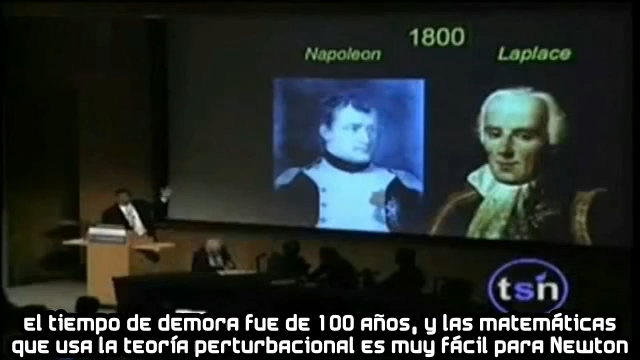 1800
Napoleon Laplace
tsn
el tiempo de demora fue de 100 años, y las matemáticas
que usa la teoría perturbacional es muy fácil para Newton